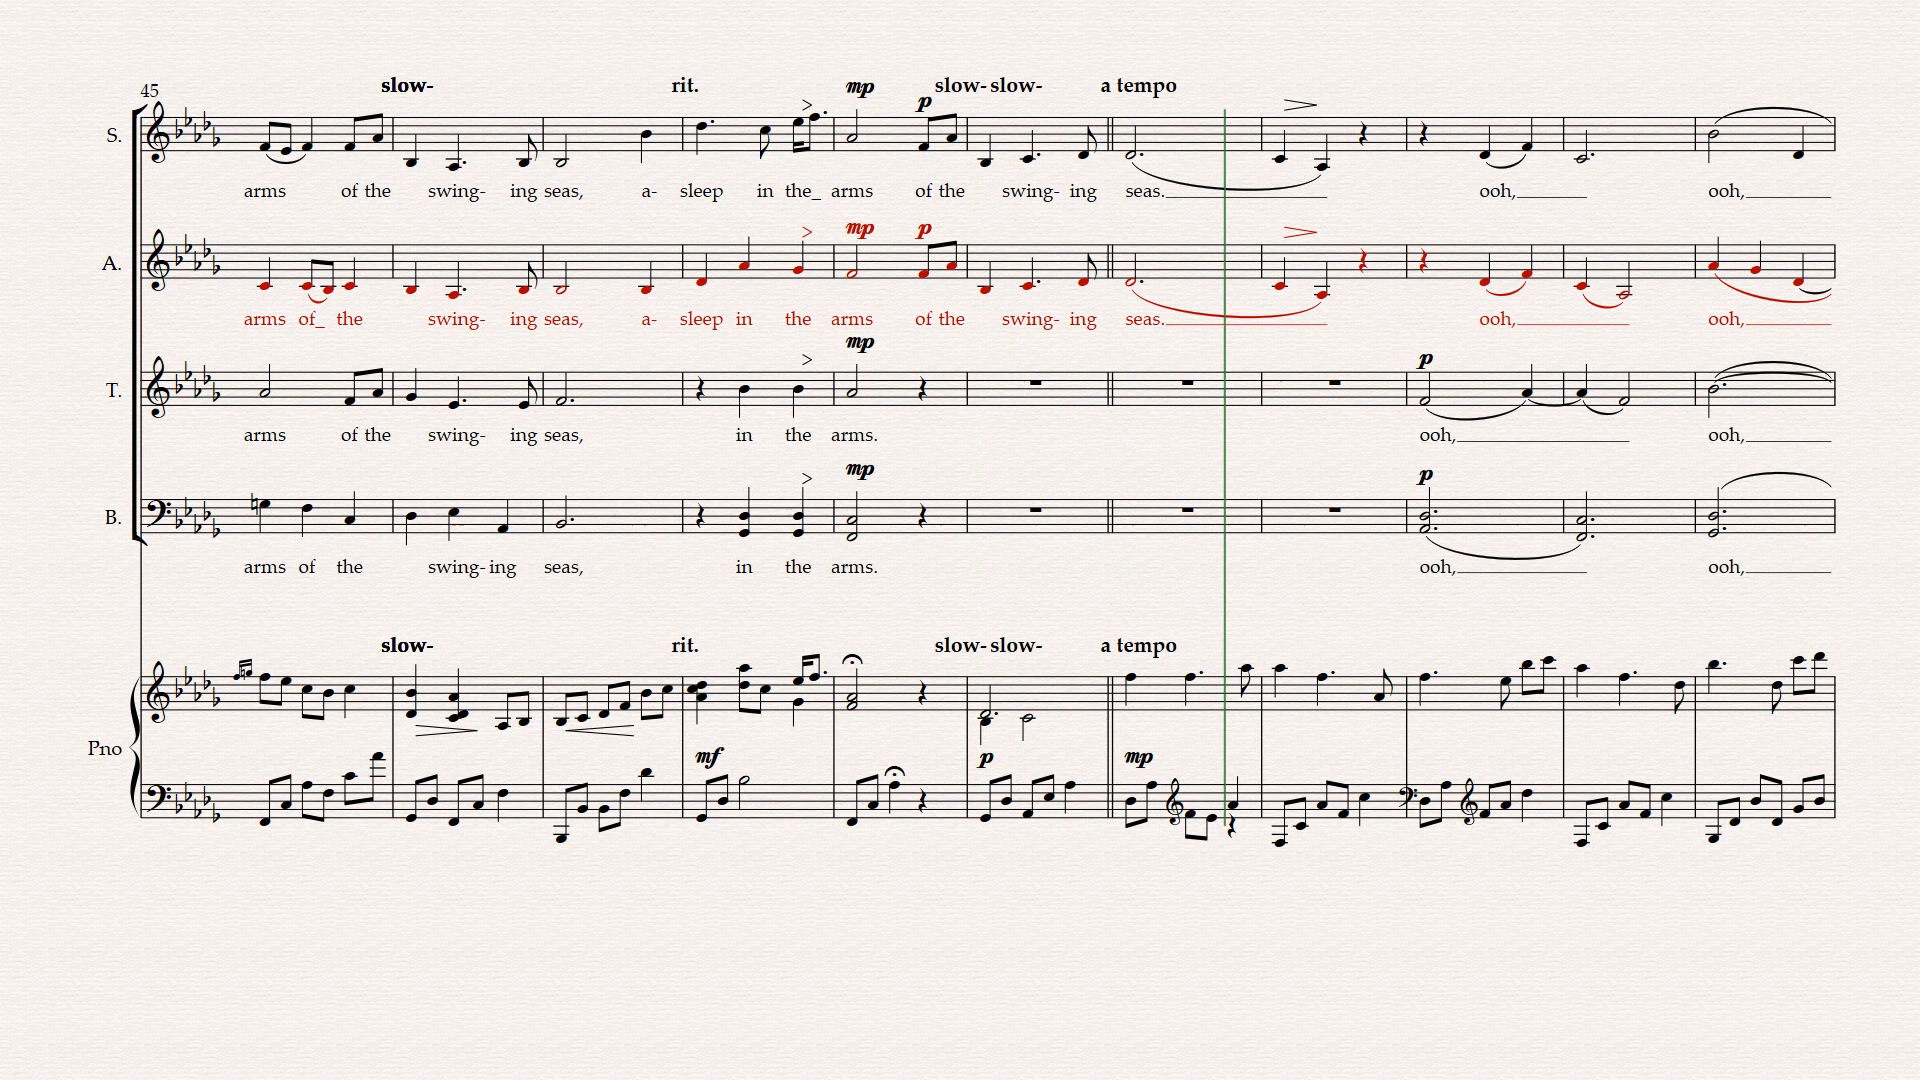 slow- rit. mp slow- slow- a tempo
45
p
S.
arms of the swing- ing seas, a- sleep in the_ arms of the swing- ing seas. ooh, ooh,
mp p
A.
arms of_ the swing- ing seas, a- sleep in the arms of the swing- ing seas. ooh, ooh,
mp
p
T.
arms of the swing- ing seas, in the arms. ooh, ooh,
mp
p
B.
arms of the swing- ing seas, in the arms. ooh, ooh,
slow- rit. slow- slow- a tempo
Pno
mf p mp